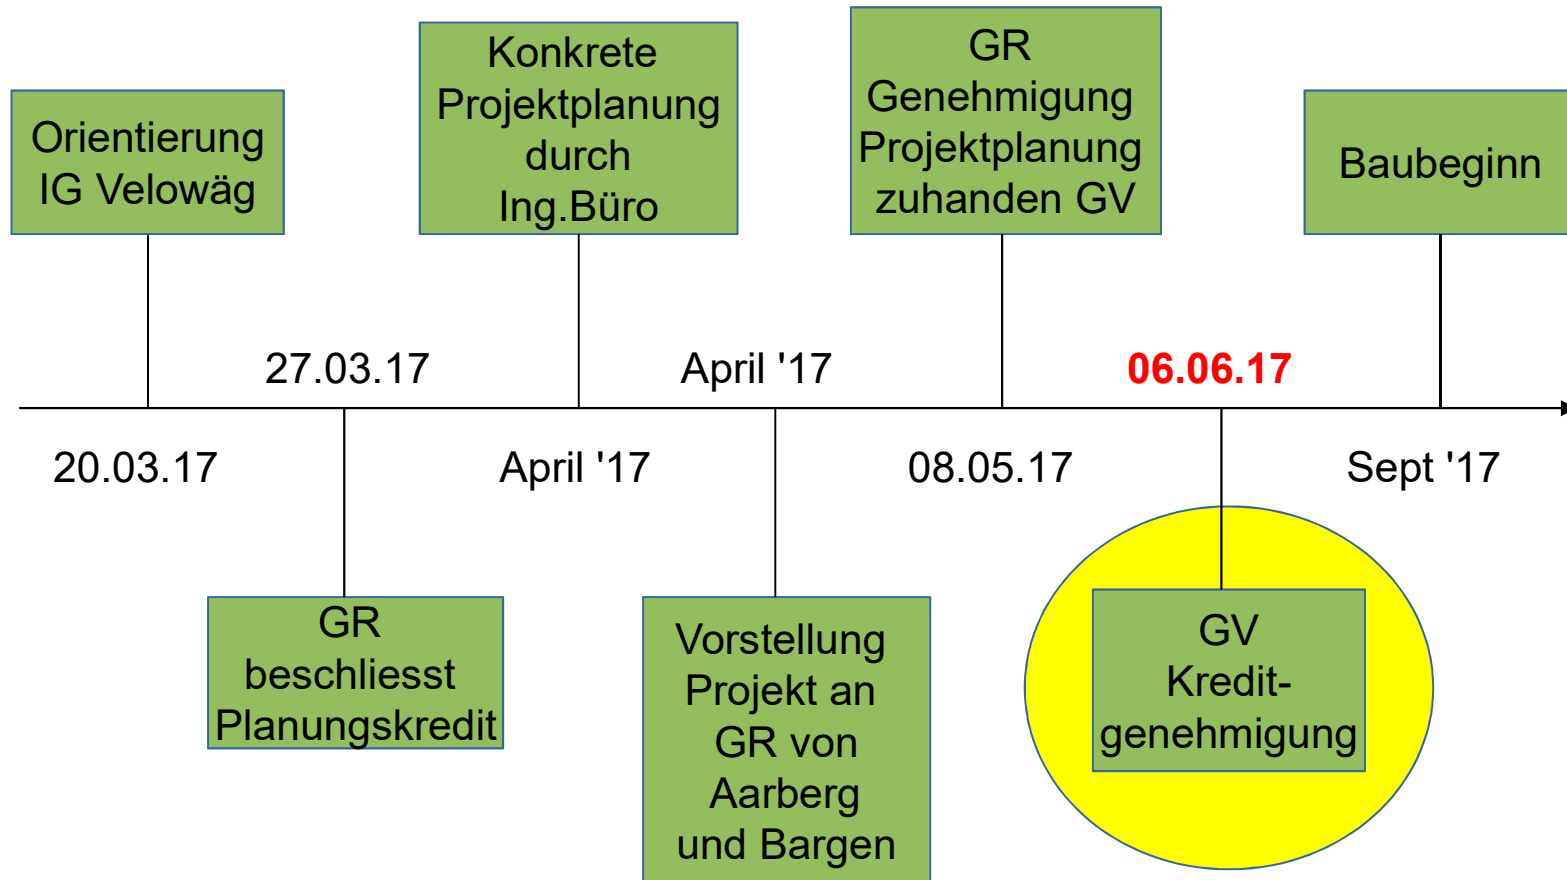 Orientierung
IG Velowäg
Konkrete
Projektplanung
durch
Ing.Büro
GR
Genehmigung
Projektplanung
zuhanden GV
Baubeginn
27.03.17
April '17
06.06.17
20.03.17
April '17
08.05.17
Sept '17
GR
beschliesst
Planungskredit
Vorstellung
Projekt an
GR von
Aarberg
und Bargen
GV
Kredit-
genehmigung